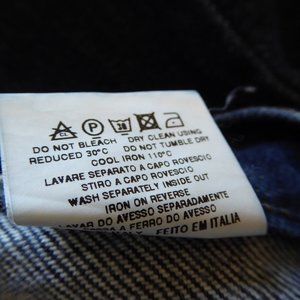 CL P 30
DO NOT BLEACH DRY CLEAN USING
REDUCED 30°C DO NOT TUMBLE DRY
COOL IRON 110°C
LAVARE SEPARATO A CAPO ROVESCIO
STIRO A CAPO ROVESCIO
WASH SEPARATELY INSIDE OUT
IRON ON REVERSE
LAVAR DO AVESSO SEPARADAMENTE
A FERRO DO AVESSO
FEITO EM ITALIA